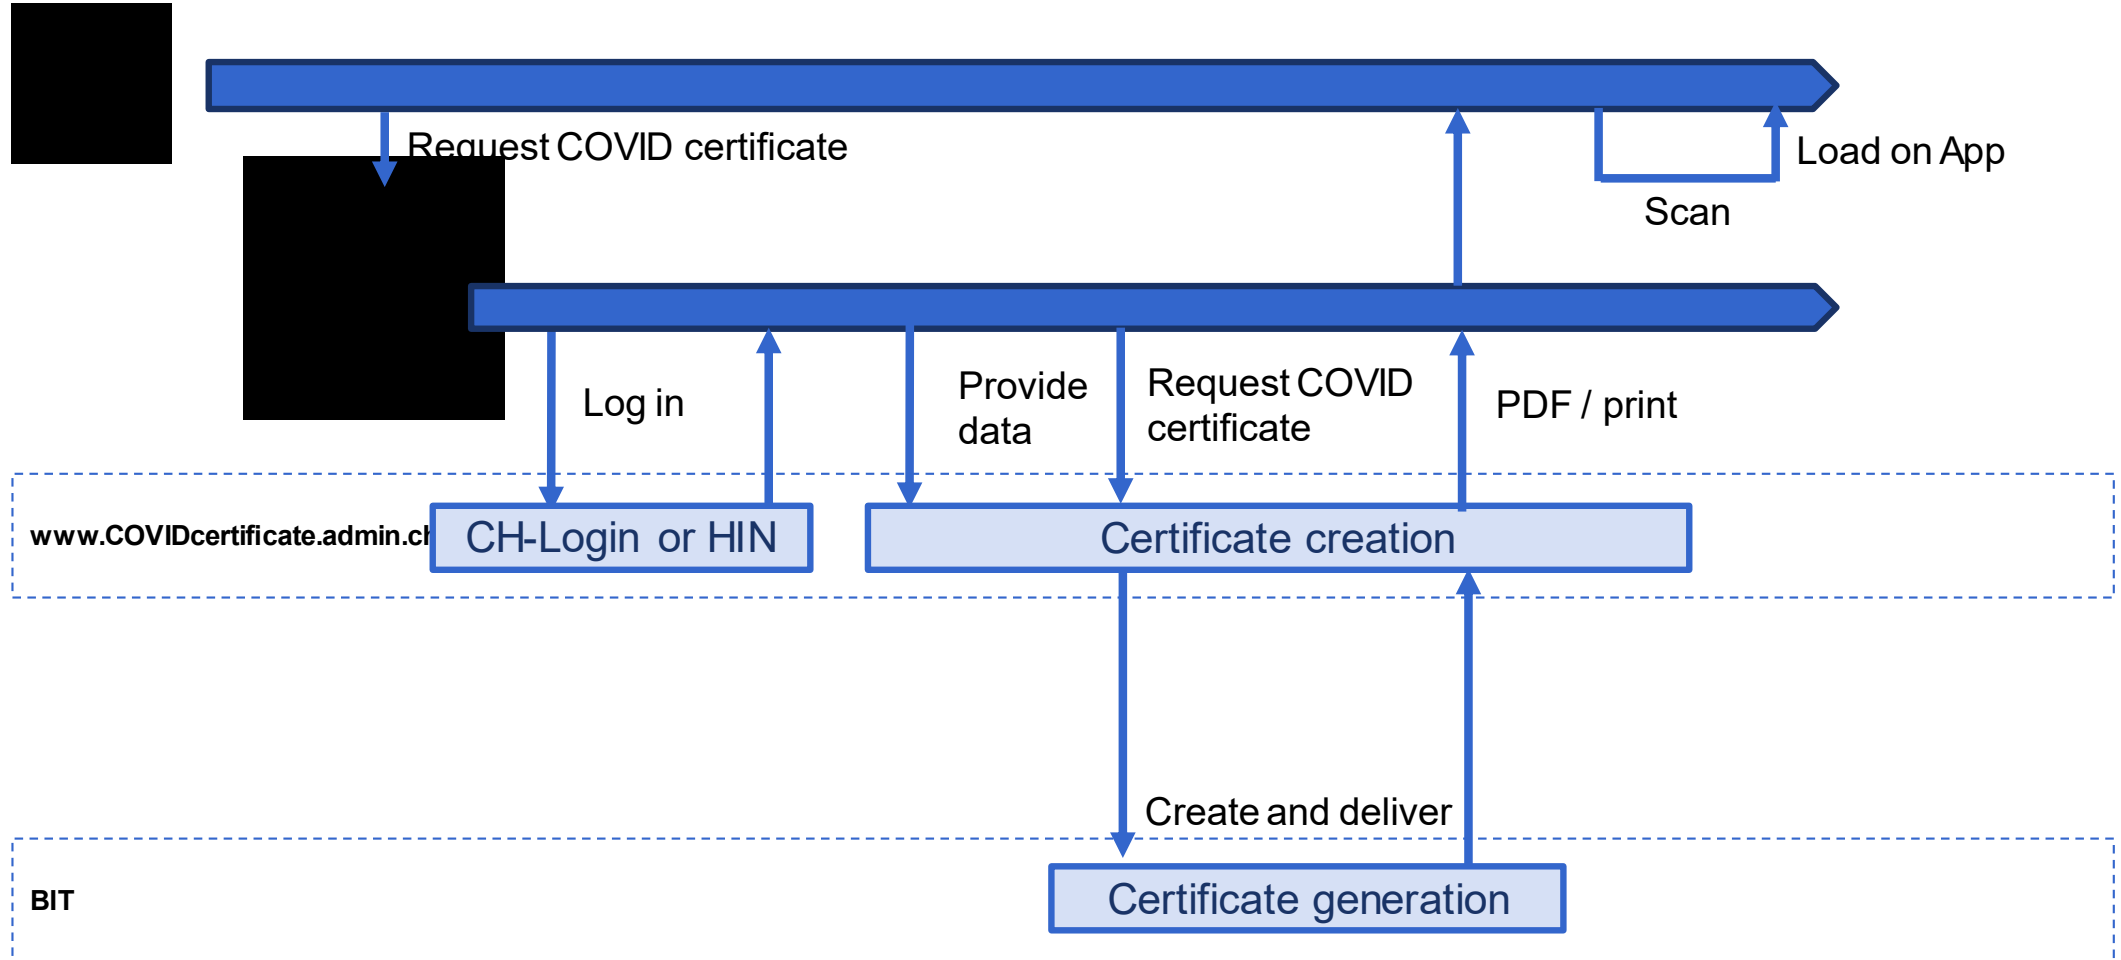 Request COVID certificate
Load on App
Scan
Log in
Provide
data
Request COVID
certificate
PDF / print
www.COVIDcertificate.admin.ch
CH-Login or HIN
Certificate creation
Create and deliver
BIT
Certificate generation